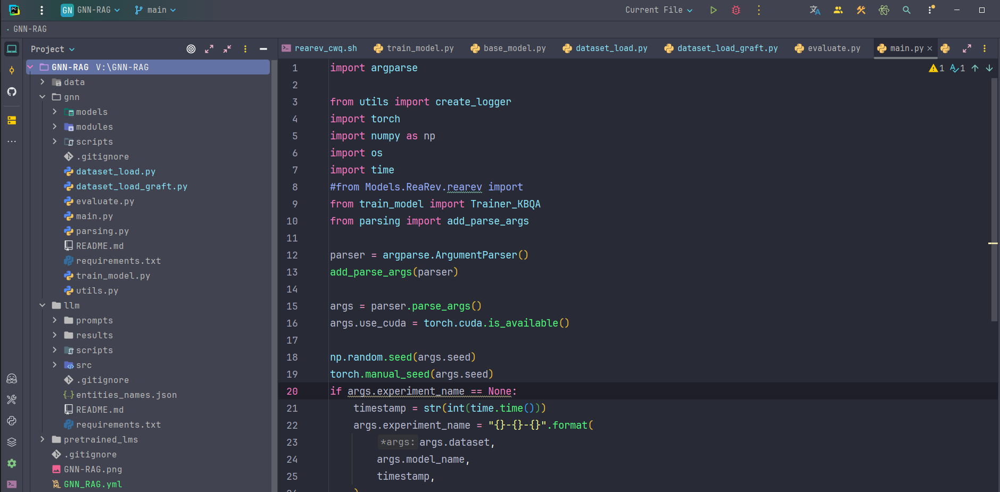 PC
GN GNN-RAG main Current File
GNN-RAG
Project
GNN-RAG V:\GNN-RAG
data
gnn
models
modules
scripts
.gitignore
dataset_load.py
dataset_load_graft.py
evaluate.py
main.py
parsing.py
README.md
requirements.txt
train_model.py
utils.py
llm
prompts
results
scripts
src
.gitignore
entities_names.json
README.md
requirements.txt
pretrained_lms
.gitignore
GNN-RAG.png
GNN_RAG.yml
rearev_cwq.sh train_model.py base_model.py dataset_load.py dataset_load_graft.py evaluate.py main.py
1 1
1 import argparse
2
3 from utils import create_logger
4 import torch
5 import numpy as np
6 import os
7 import time
8 #from Models.ReaRev.rearev import
9 from train_model import Trainer_KBQA
10 from parsing import add_parse_args
11
12 parser = argparse.ArgumentParser()
13 add_parse_args(parser)
14
15 args = parser.parse_args()
16 args.use_cuda = torch.cuda.is_available()
17
18 np.random.seed(args.seed)
19 torch.manual_seed(args.seed)
20 if args.experiment_name == None:
21 timestamp = str(int(time.time()))
22 args.experiment_name = "{}-{}-{}".format(
23 *args: args.dataset,
24 args.model_name,
25 timestamp,